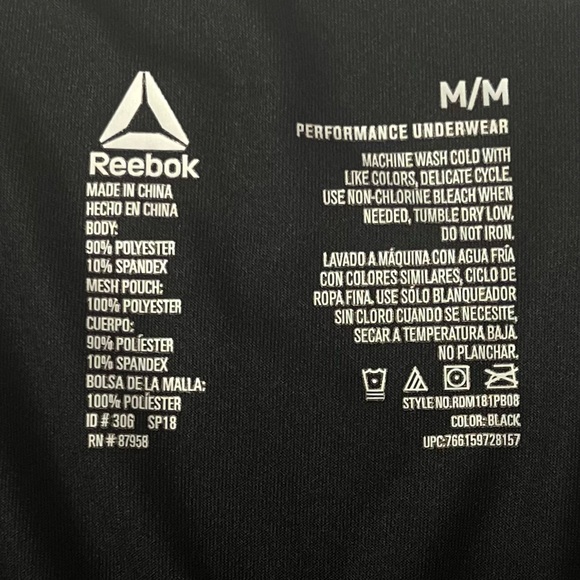 Reebok
MADE IN CHINA
HECHO EN CHINA
BODY:
90% POLYESTER
10% SPANDEX
MESH POUCH:
100% POLYESTER
CUERPO:
90% POLIÉSTER
10% SPANDEX
BOLSA DE LA MALLA:
100% POLIÉSTER
ID # 306 SP18
RN # 87958
M/M
PERFORMANCE UNDERWEAR
MACHINE WASH COLD WITH
LIKE COLORS, DELICATE CYCLE.
USE NON-CHLORINE BLEACH WHEN
NEEDED, TUMBLE DRY LOW.
DO NOT IRON.
LAVADO A MÁQUINA CON AGUA FRÍA
CON COLORES SIMILARES, CICLO DE
ROPA FINA. USE SÓLO BLANQUEADOR
SIN CLORO CUANDO SE NECESITE,
SECAR A TEMPERATURA BAJA.
NO PLANCHAR.
STYLE NO.RDM181PB08
COLOR: BLACK
UPC:766159728157